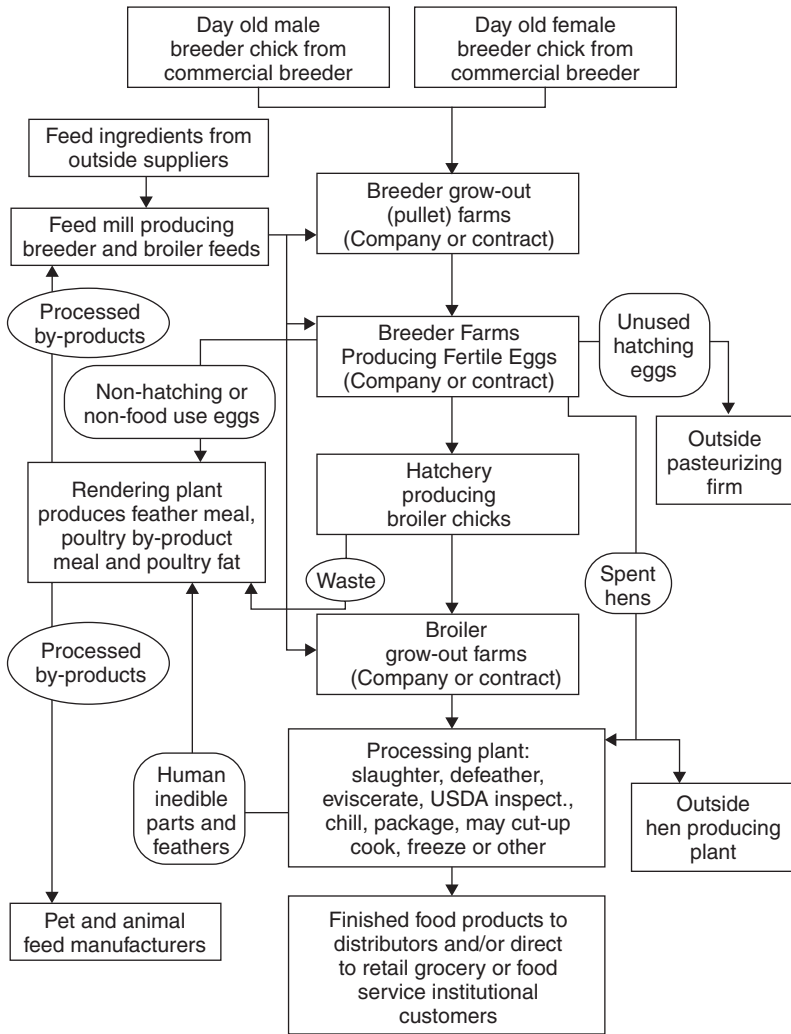 Day old male
breeder chick from
commercial breeder
Day old female
breeder chick from
commercial breeder
Feed ingredients from
outside suppliers
Breeder grow-out
(pullet) farms
(Company or contract)
Feed mill producing
breeder and broiler feeds
Processed
by-products
Breeder Farms
Producing Fertile Eggs
(Company or contract)
Unused
hatching
eggs
Non-hatching or
non-food use eggs
Outside
pasteurizing
firm
Hatchery
producing
broiler chicks
Rendering plant
produces feather meal,
poultry by-product
meal and poultry fat
Waste
Spent
hens
Processed
by-products
Broiler
grow-out farms
(Company or contract)
Human
inedible
parts and
feathers
Processing plant:
slaughter, defeather,
eviscerate, USDA inspect.,
chill, package, may cut-up
cook, freeze or other
Outside
hen producing
plant
Pet and animal
feed manufacturers
Finished food products to
distributors and/or direct
to retail grocery or food
service institutional
customers